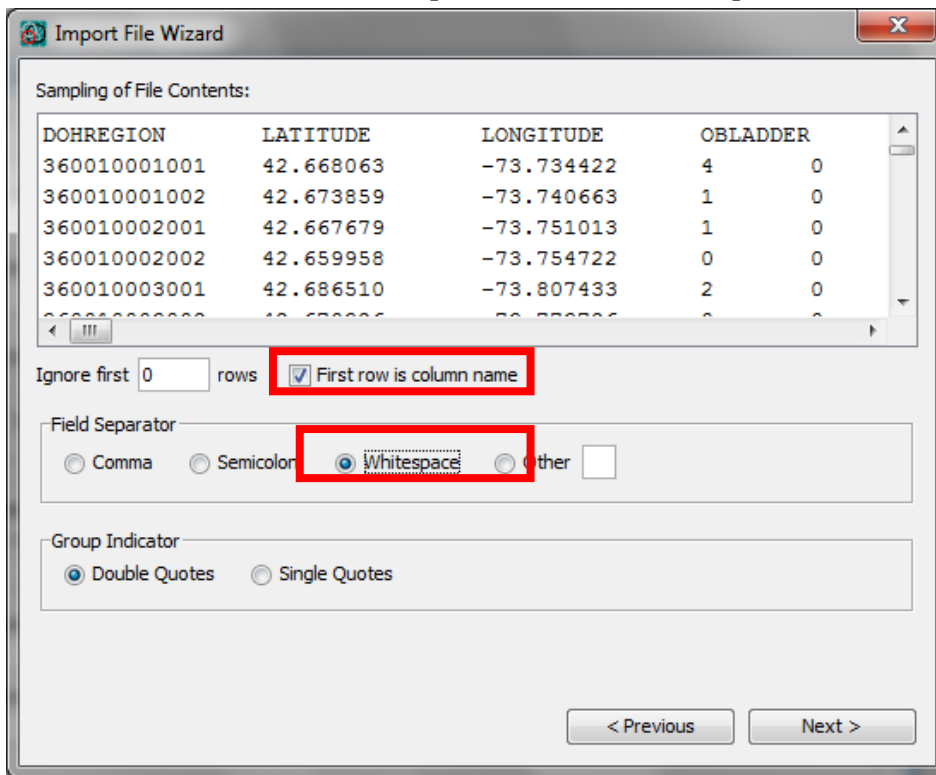 Import File Wizard
Sampling of File Contents:
DOHREGION LATITUDE LONGITUDE OBLADDER
360010001001 42.668063 -73.734422 4 0
360010001002 42.673859 -73.740663 1 0
360010002001 42.667679 -73.751013 1 0
360010002002 42.659958 -73.754722 0 0
360010003001 42.686510 -73.807433 2 0
Ignore first 0 rows First row is column name
Field Separator
Comma Semicolon Whitespace Other
Group Indicator
Double Quotes Single Quotes
< Previous Next >